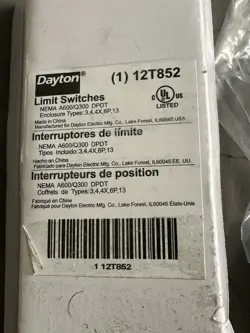 Dayton
(1) 12T852
Limit Switches
NEMA A600/Q300 DPDT
Enclosure Types: 3,4,4X,6P,13
Made in China
Manufactured for Dayton Electric Mfg. Co., Lake Forest, IL60045 USA
UL
LISTED
Interruptores de límite
NEMA A600/Q300 DPDT
Tipos Incluido: 3,4,4X,6P,13
Hecho en China
Fabricado para Dayton Electric Mfg. Co., Lake Forest, IL60045 EE. UU.
Interrupteurs de position
NEMA A600/Q300 DPDT
Coffrets de Types: 3,4,4X,6P,13
Fabriqué en China
Fabriqué pour Dayton Electric Mfg. Co., Lake Forest, IL60045 États-Unis
1 12T852